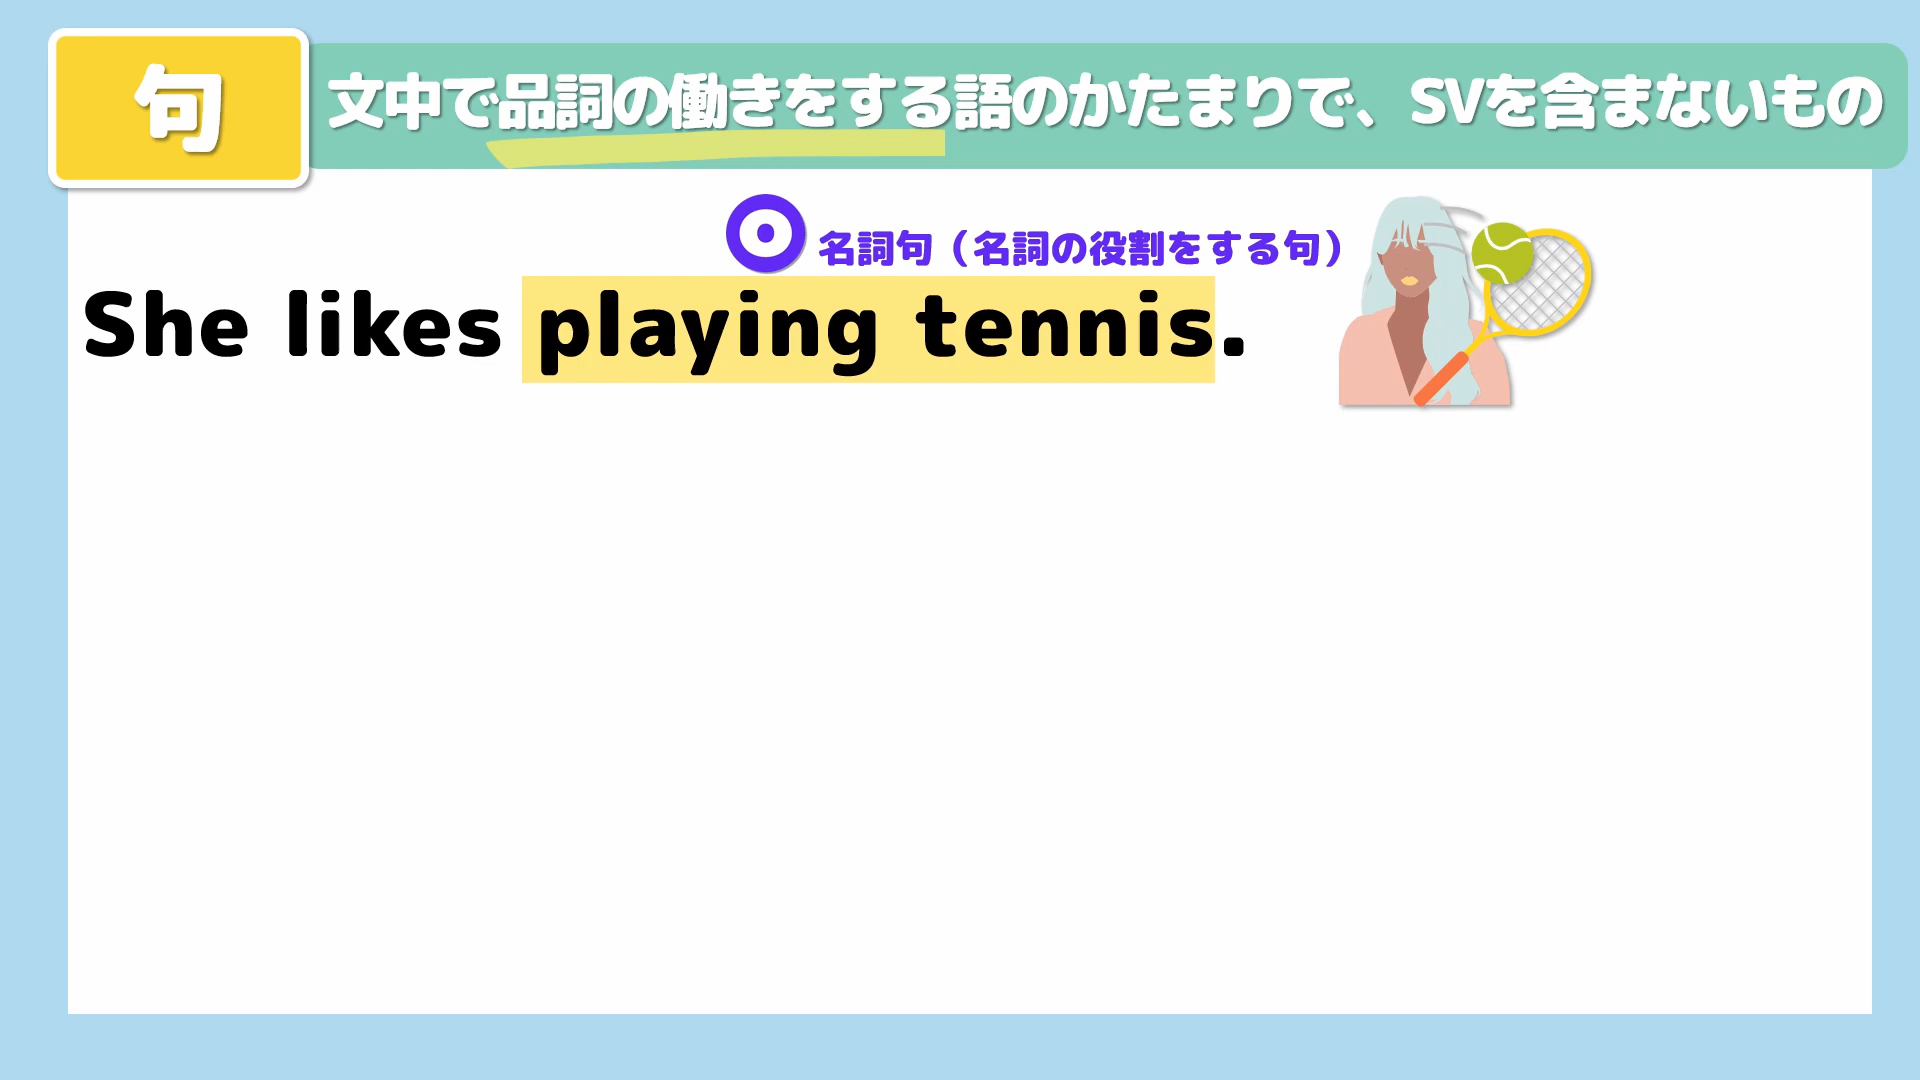 句
文中で品詞の働きをする語のかたまりで、SVを含まないもの
名詞句（名詞の役割をする句）
She likes playing tennis.